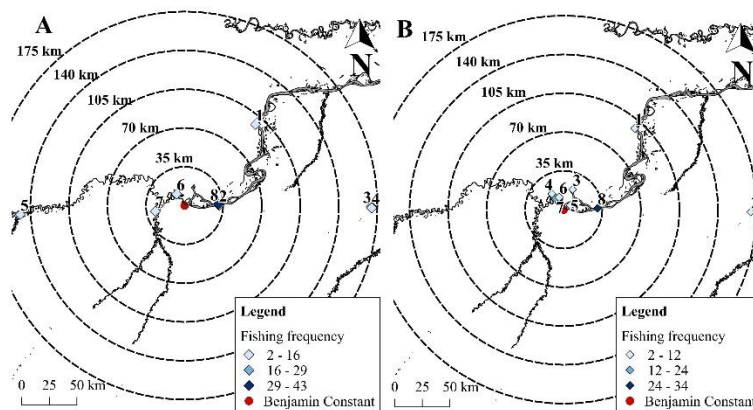 A
N
175 km
140 km
105 km
70 km
35 km
1
6
8 2
5
34
Legend
Fishing frequency
2 - 16
16 - 29
29 - 43
Benjamin Constant
0 25 50 km
B
N
175 km
140 km
105 km
70 km
35 km
1
3
4
6
7
5
8
Legend
Fishing frequency
2 - 12
12 - 24
24 - 34
Benjamin Constant
0 25 50 km